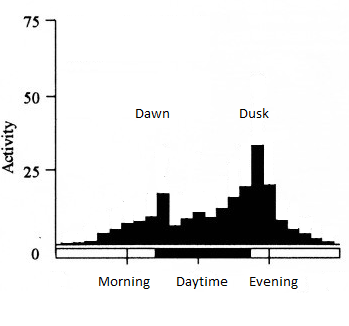 75
50
Dawn
Dusk
Activity
25
0
Morning
Daytime
Evening